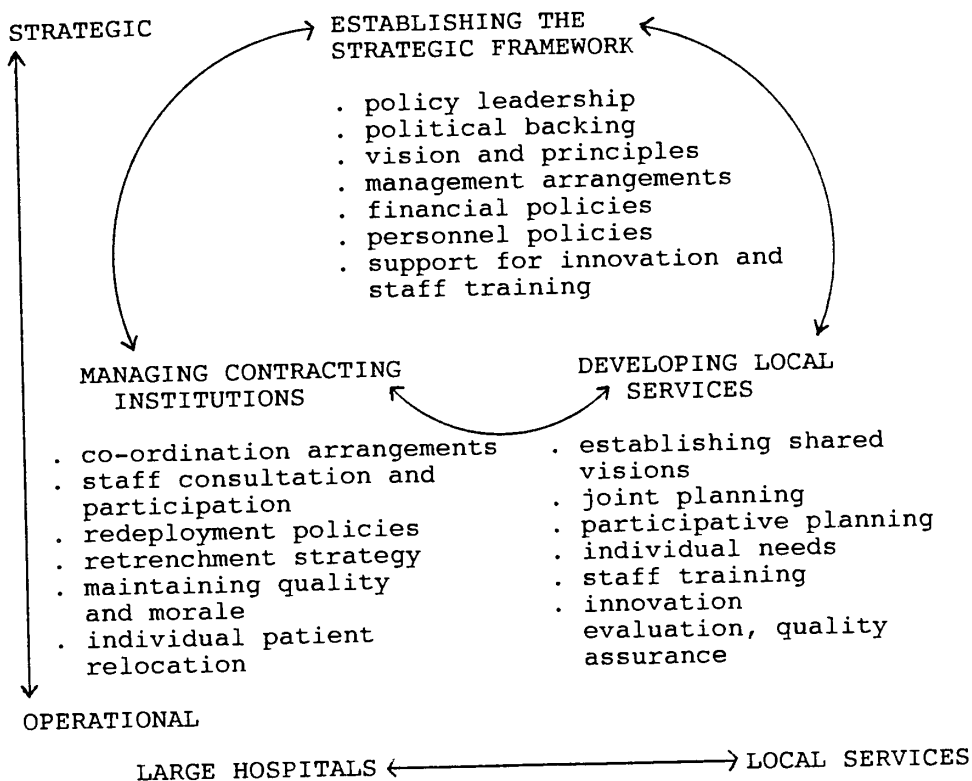 STRATEGIC
ESTABLISHING THE
STRATEGIC FRAMEWORK
. policy leadership
. political backing
. vision and principles
. management arrangements
. financial policies
. personnel policies
. support for innovation and
staff training
MANAGING CONTRACTING
INSTITUTIONS
. co-ordination arrangements
. staff consultation and
participation
. redeployment policies
. retrenchment strategy
. maintaining quality
and morale
. individual patient
relocation
DEVELOPING LOCAL
SERVICES
. establishing shared
visions
. joint planning
. participative planning
. individual needs
. staff training
. innovation
evaluation, quality
assurance
OPERATIONAL
LARGE HOSPITALS
LOCAL SERVICES